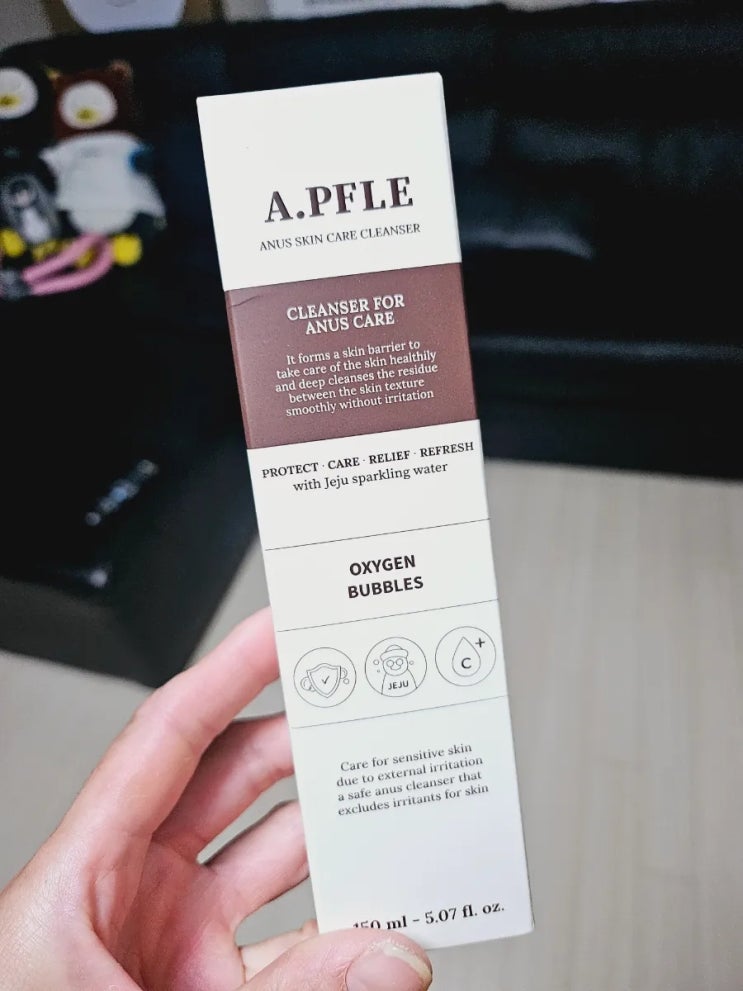 A.PFLE
ANUS SKIN CARE CLEANSER
CLEANSER FOR
ANUS CARE
It forms a skin barrier to
take care of the skin healthily
and deep cleanses the residue
between the skin texture
smoothly without irritation
PROTECT · CARE · RELIEF · REFRESH
with Jeju sparkling water
OXYGEN
BUBBLES
JEJU
C+
Care for sensitive skin
due to external irritation
a safe anus cleanser that
excludes irritants for skin
150 ml - 5.07 fl. oz.